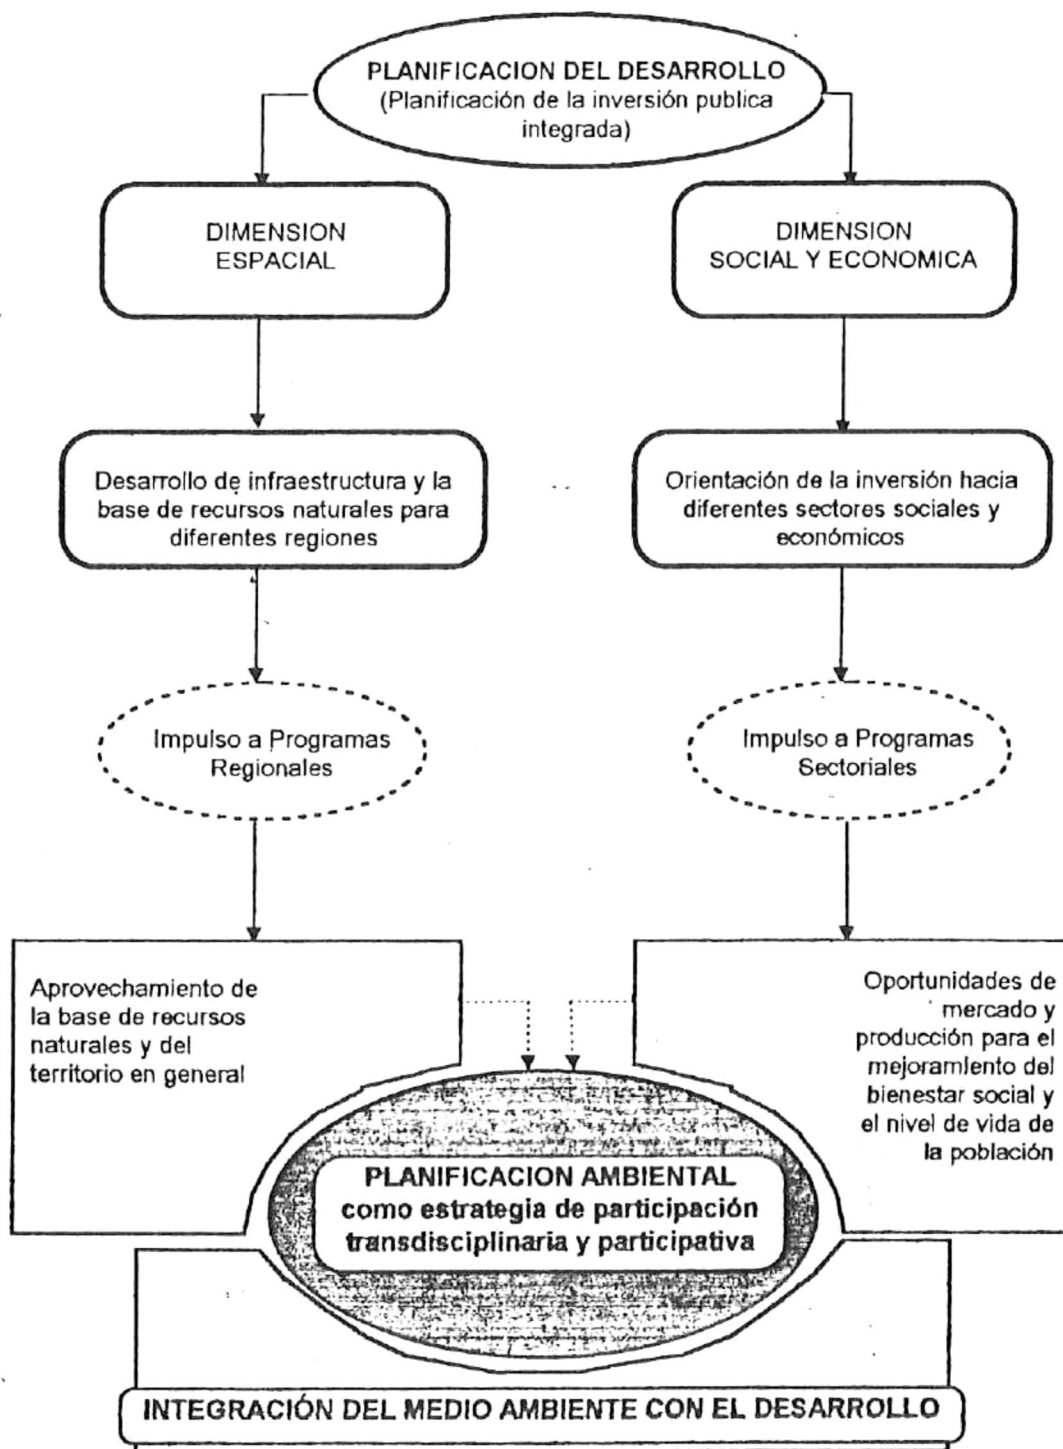 PLANIFICACION DEL DESARROLLO
(Planificación de la inversión publica
integrada)
DIMENSION
ESPACIAL
DIMENSION
SOCIAL Y ECONOMICA
Desarrollo de infraestructura y la
base de recursos naturales para
diferentes regiones
Orientación de la inversión hacia
diferentes sectores sociales y
económicos
Impulso a Programas
Regionales
Impulso a Programas
Sectoriales
Aprovechamiento de
la base de recursos
naturales y del
territorio en general
Oportunidades de
mercado y
producción para el
mejoramiento del
bienestar social y
el nivel de vida de
la población
PLANIFICACION AMBIENTAL
como estrategia de participación
transdisciplinaria y participativa
INTEGRACIÓN DEL MEDIO AMBIENTE CON EL DESARROLLO